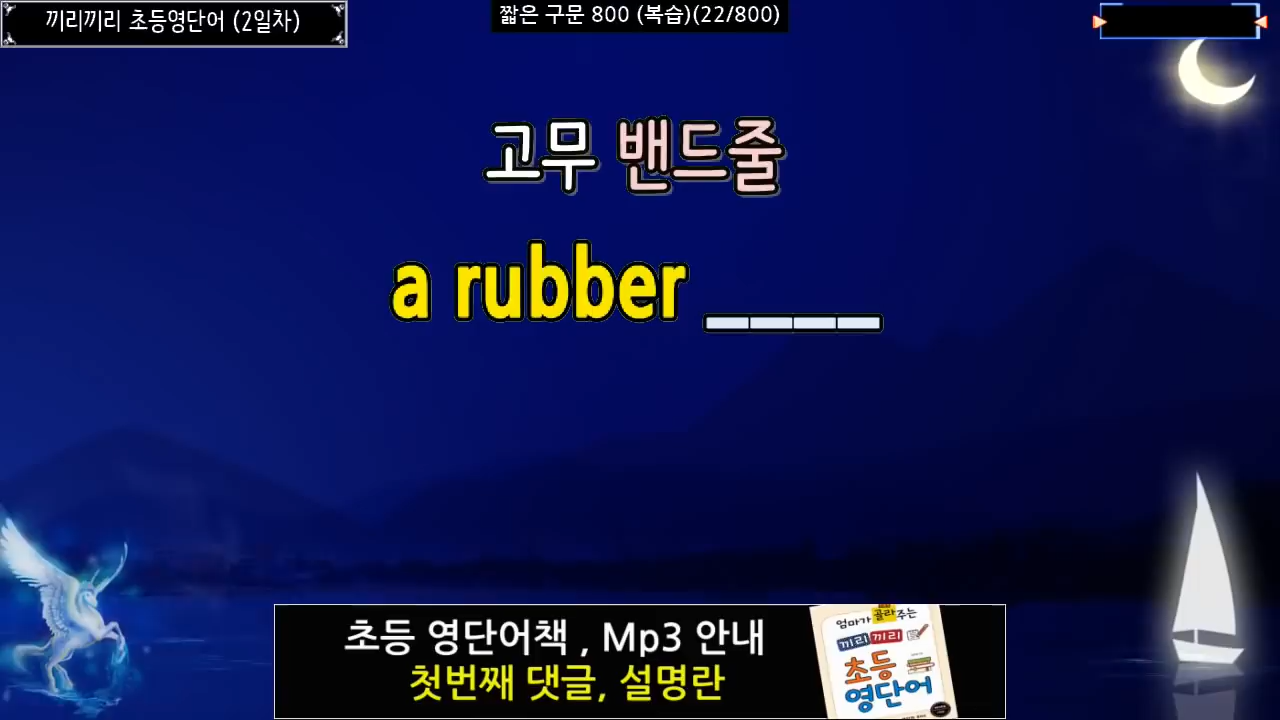 끼리끼리 초등영단어 (2일차)
짧은 구문 800 (복습)(22/800)
고무 밴드줄
a rubber ____
초등 영단어책 , Mp3 안내
첫번째 댓글, 설명란
엄마가 골라주는
끼리끼리
초등
영단어